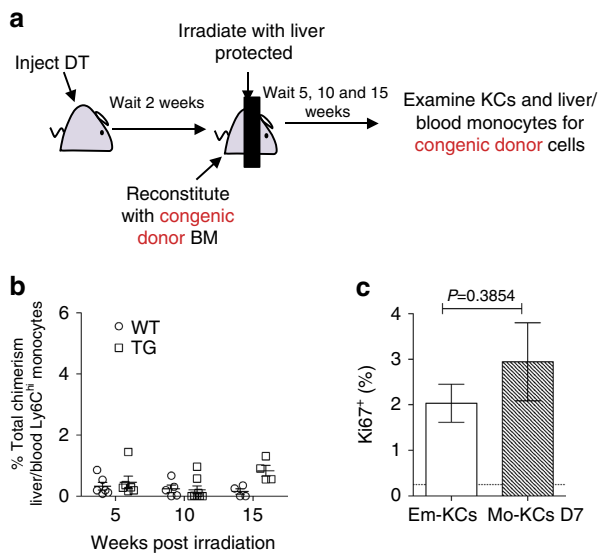 a
Inject DT
Wait 2 weeks
Irradiate with liver
protected
Wait 5, 10 and 15
weeks
Reconstitute
with congenic
donor BM
Examine KCs and liver/
blood monocytes for
congenic donor cells
b
% Total chimerism
liver/blood Ly6C^hi monocytes
6
4
2
0
WT
TG
5
10
15
Weeks post irradiation
c
P=0.3854
Ki67⁺ (%)
4
3
2
1
0
Em-KCs
Mo-KCs D7